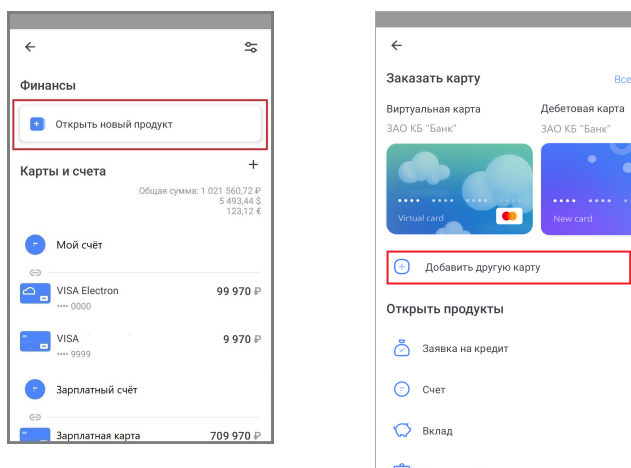 Финансы
Открыть новый продукт
Карты и счета
Общая сумма: 1 021 560,72 ₽
5 493,44 $
123,12 €
Мой счёт
VISA Electron
99 970 ₽
•••• 0000
VISA
9 970 ₽
•••• 9999
Зарплатный счёт
Зарплатная карта
709 970 ₽
Заказать карту
Все
Виртуальная карта
Дебетовая карта
ЗАО КБ "Банк"
ЗАО КБ "Банк"
Virtual card
New card
Добавить другую карту
Открыть продукты
Заявка на кредит
Счет
Вклад